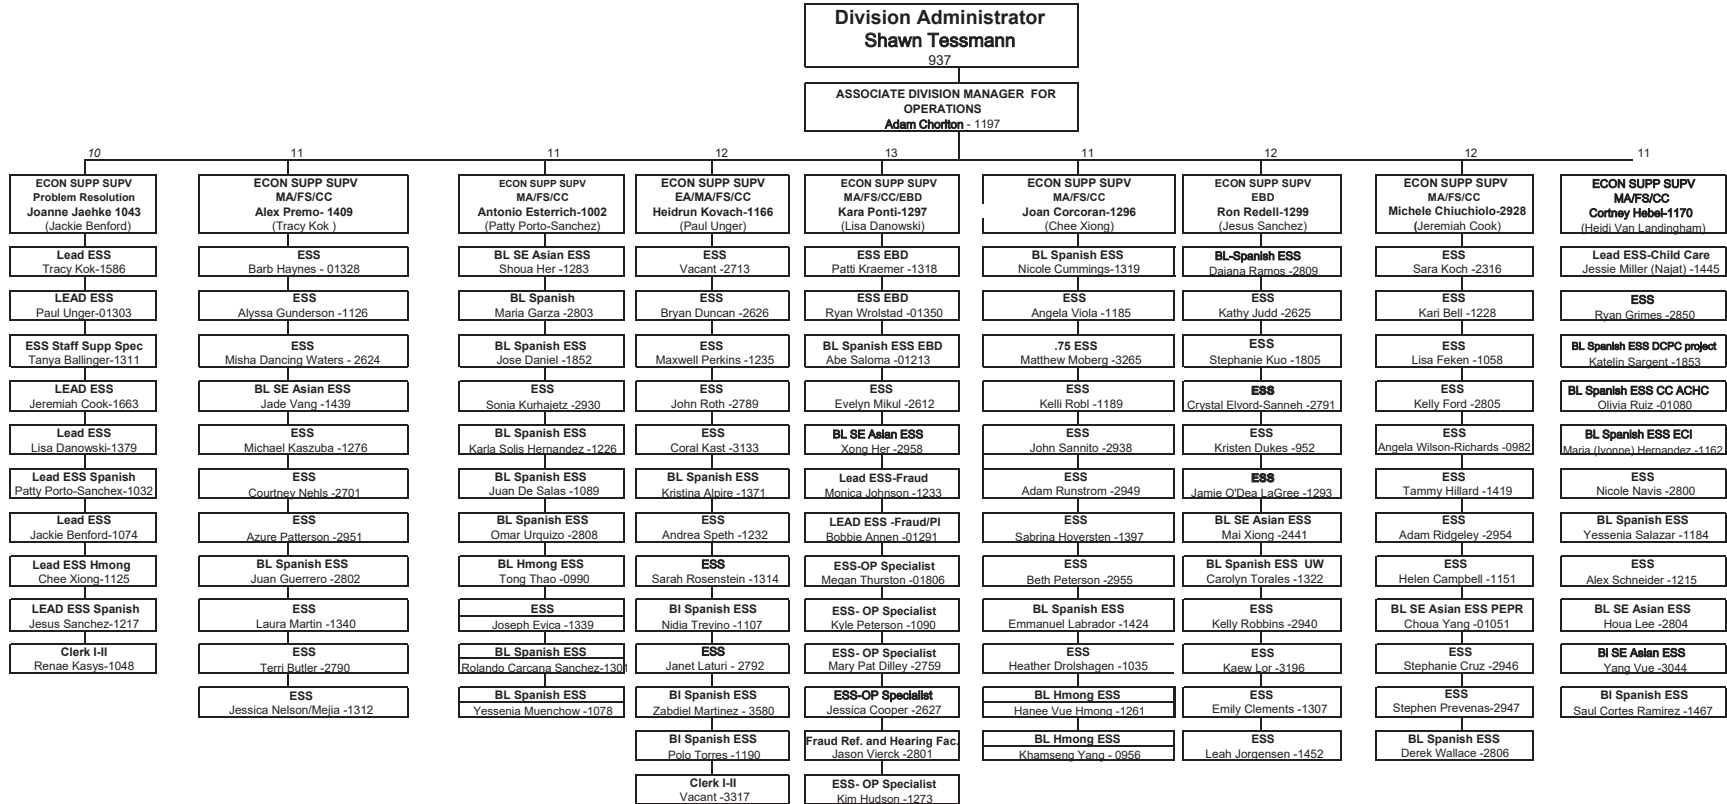 Division Administrator
Shawn Tessmann
937
ASSOCIATE DIVISION MANAGER FOR
OPERATIONS
Adam Chorlton - 1197
10
11
11
12
13
11
12
12
11
ECON SUPP SUPV
Problem Resolution
Joanne Jaehke 1043
(Jackie Benford)
Lead ESS
Tracy Kok-1586
LEAD ESS
Paul Unger-01303
ESS Staff Supp Spec
Tanya Ballinger-1311
LEAD ESS
Jeremiah Cook-1663
Lead ESS
Lisa Danowski-1379
Lead ESS Spanish
Patty Porto-Sanchex-1032
Lead ESS
Jackie Benford-1074
Lead ESS Hmong
Chee Xiong-1125
LEAD ESS Spanish
Jesus Sanchez-1217
Clerk I-II
Renae Kasys-1048
ECON SUPP SUPV
MA/FS/CC
Alex Premo- 1409
(Tracy Kok )
ESS
Barb Haynes - 01328
ESS
Alyssa Gunderson -1126
ESS
Misha Dancing Waters - 2624
BL SE Asian ESS
Jade Vang -1439
ESS
Michael Kaszuba -1276
ESS
Courtney Nehls -2701
ESS
Azure Patterson -2951
BL Spanish ESS
Juan Guerrero -2802
ESS
Laura Martin -1340
ESS
Terri Butler -2790
ESS
Jessica Nelson/Mejia -1312
ECON SUPP SUPV
MA/FS/CC
Antonio Esterrich-1002
(Patty Porto-Sanchez)
BL SE Asian ESS
Shoua Her -1283
BL Spanish
Maria Garza -2803
BL Spanish ESS
Jose Daniel -1852
ESS
Sonia Kurhajetz -2930
BL Spanish ESS
Karla Solis Hernandez -1226
BL Spanish ESS
Juan De Salas -1089
BL Spanish ESS
Omar Urquizo -2808
BL Hmong ESS
Tong Thao -0990
ESS
Joseph Evica -1339
BL Spanish ESS
Rolando Carcana Sanchez-1301
BL Spanish ESS
Yessenia Muenchow -1078
ECON SUPP SUPV
EA/MA/FS/CC
Heidrun Kovach-1166
(Paul Unger)
ESS
Vacant -2713
ESS
Bryan Duncan -2626
ESS
Maxwell Perkins -1235
ESS
John Roth -2789
ESS
Coral Kast -3133
BL Spanish ESS
Kristina Alpire -1371
ESS
Andrea Speth -1232
ESS
Sarah Rosenstein -1314
BI Spanish ESS
Nidia Trevino -1107
ESS
Janet Laturi - 2792
BI Spanish ESS
Zabdiel Martinez - 3580
BI Spanish ESS
Polo Torres -1190
Clerk I-II
Vacant -3317
ECON SUPP SUPV
MA/FS/CC/EBD
Kara Ponti-1297
(Lisa Danowski)
ESS EBD
Patti Kraemer -1318
ESS EBD
Ryan Wrolstad -01350
BL Spanish ESS EBD
Abe Saloma -01213
ESS
Evelyn Mikul -2612
BL SE Asian ESS
Xong Her -2958
Lead ESS-Fraud
Monica Johnson -1233
LEAD ESS -Fraud/PI
Bobbie Annen -01291
ESS-OP Specialist
Megan Thurston -01806
ESS- OP Specialist
Kyle Peterson -1090
ESS- OP Specialist
Mary Pat Dilley -2759
ESS-OP Specialist
Jessica Cooper -2627
Fraud Ref. and Hearing Fac.
Jason Vierck -2801
ESS- OP Specialist
Kim Hudson -1273
ECON SUPP SUPV
MA/FS/CC
Joan Corcoran-1296
(Chee Xiong)
BL Spanish ESS
Nicole Cummings-1319
ESS
Angela Viola -1185
.75 ESS
Matthew Moberg -3265
ESS
Kelli Robl -1189
ESS
John Sannito -2938
ESS
Adam Runstrom -2949
ESS
Sabrina Hoversten -1397
ESS
Beth Peterson -2955
BL Spanish ESS
Emmanuel Labrador -1424
ESS
Heather Drolshagen -1035
BL Hmong ESS
Hanee Vue Hmong -1261
BL Hmong ESS
Khamseng Yang - 0956
ECON SUPP SUPV
EBD
Ron Redell-1299
(Jesus Sanchez)
BL-Spanish ESS
Daiana Ramos -2809
ESS
Kathy Judd -2625
ESS
Stephanie Kuo -1805
ESS
Crystal Elvord-Sanneh -2791
ESS
Kristen Dukes -952
ESS
Jamie O'Dea LaGree -1293
BL SE Asian ESS
Mai Xiong -2441
BL Spanish ESS UW
Carolyn Torales -1322
ESS
Kelly Robbins -2940
ESS
Kaew Lor -3196
ESS
Emily Clements -1307
ESS
Leah Jorgensen -1452
ECON SUPP SUPV
MA/FS/CC
Michele Chiuchiolo-2928
(Jeremiah Cook)
ESS
Sara Koch -2316
ESS
Kari Bell -1228
ESS
Lisa Feken -1058
ESS
Kelly Ford -2805
ESS
Angela Wilson-Richards -0982
ESS
Tammy Hillard -1419
ESS
Adam Ridgeley -2954
ESS
Helen Campbell -1151
BL SE Asian ESS PEPR
Choua Yang -01051
ESS
Stephanie Cruz -2946
ESS
Stephen Prevenas-2947
BL Spanish ESS
Derek Wallace -2806
ECON SUPP SUPV
MA/FS/CC
Cortney Hebel-1170
(Heidi Van Landingham)
Lead ESS-Child Care
Jessie Miller (Najat) -1445
ESS
Ryan Grimes -2850
BL Spanish ESS DCPC project
Katelin Sargent -1853
BL Spanish ESS CC ACHC
Olivia Ruiz -01080
BL Spanish ESS ECI
Maria (Ivonne) Hernandez -1162
ESS
Nicole Navis -2800
BL Spanish ESS
Yessenia Salazar -1184
ESS
Alex Schneider -1215
BL SE Asian ESS
Houa Lee -2804
BI SE Asian ESS
Yang Vue -3044
BI Spanish ESS
Saul Cortes Ramirez -1467